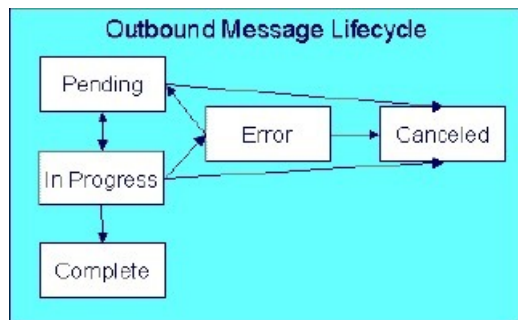 Outbound Message Lifecycle
Pending
Error
Canceled
In Progress
Complete